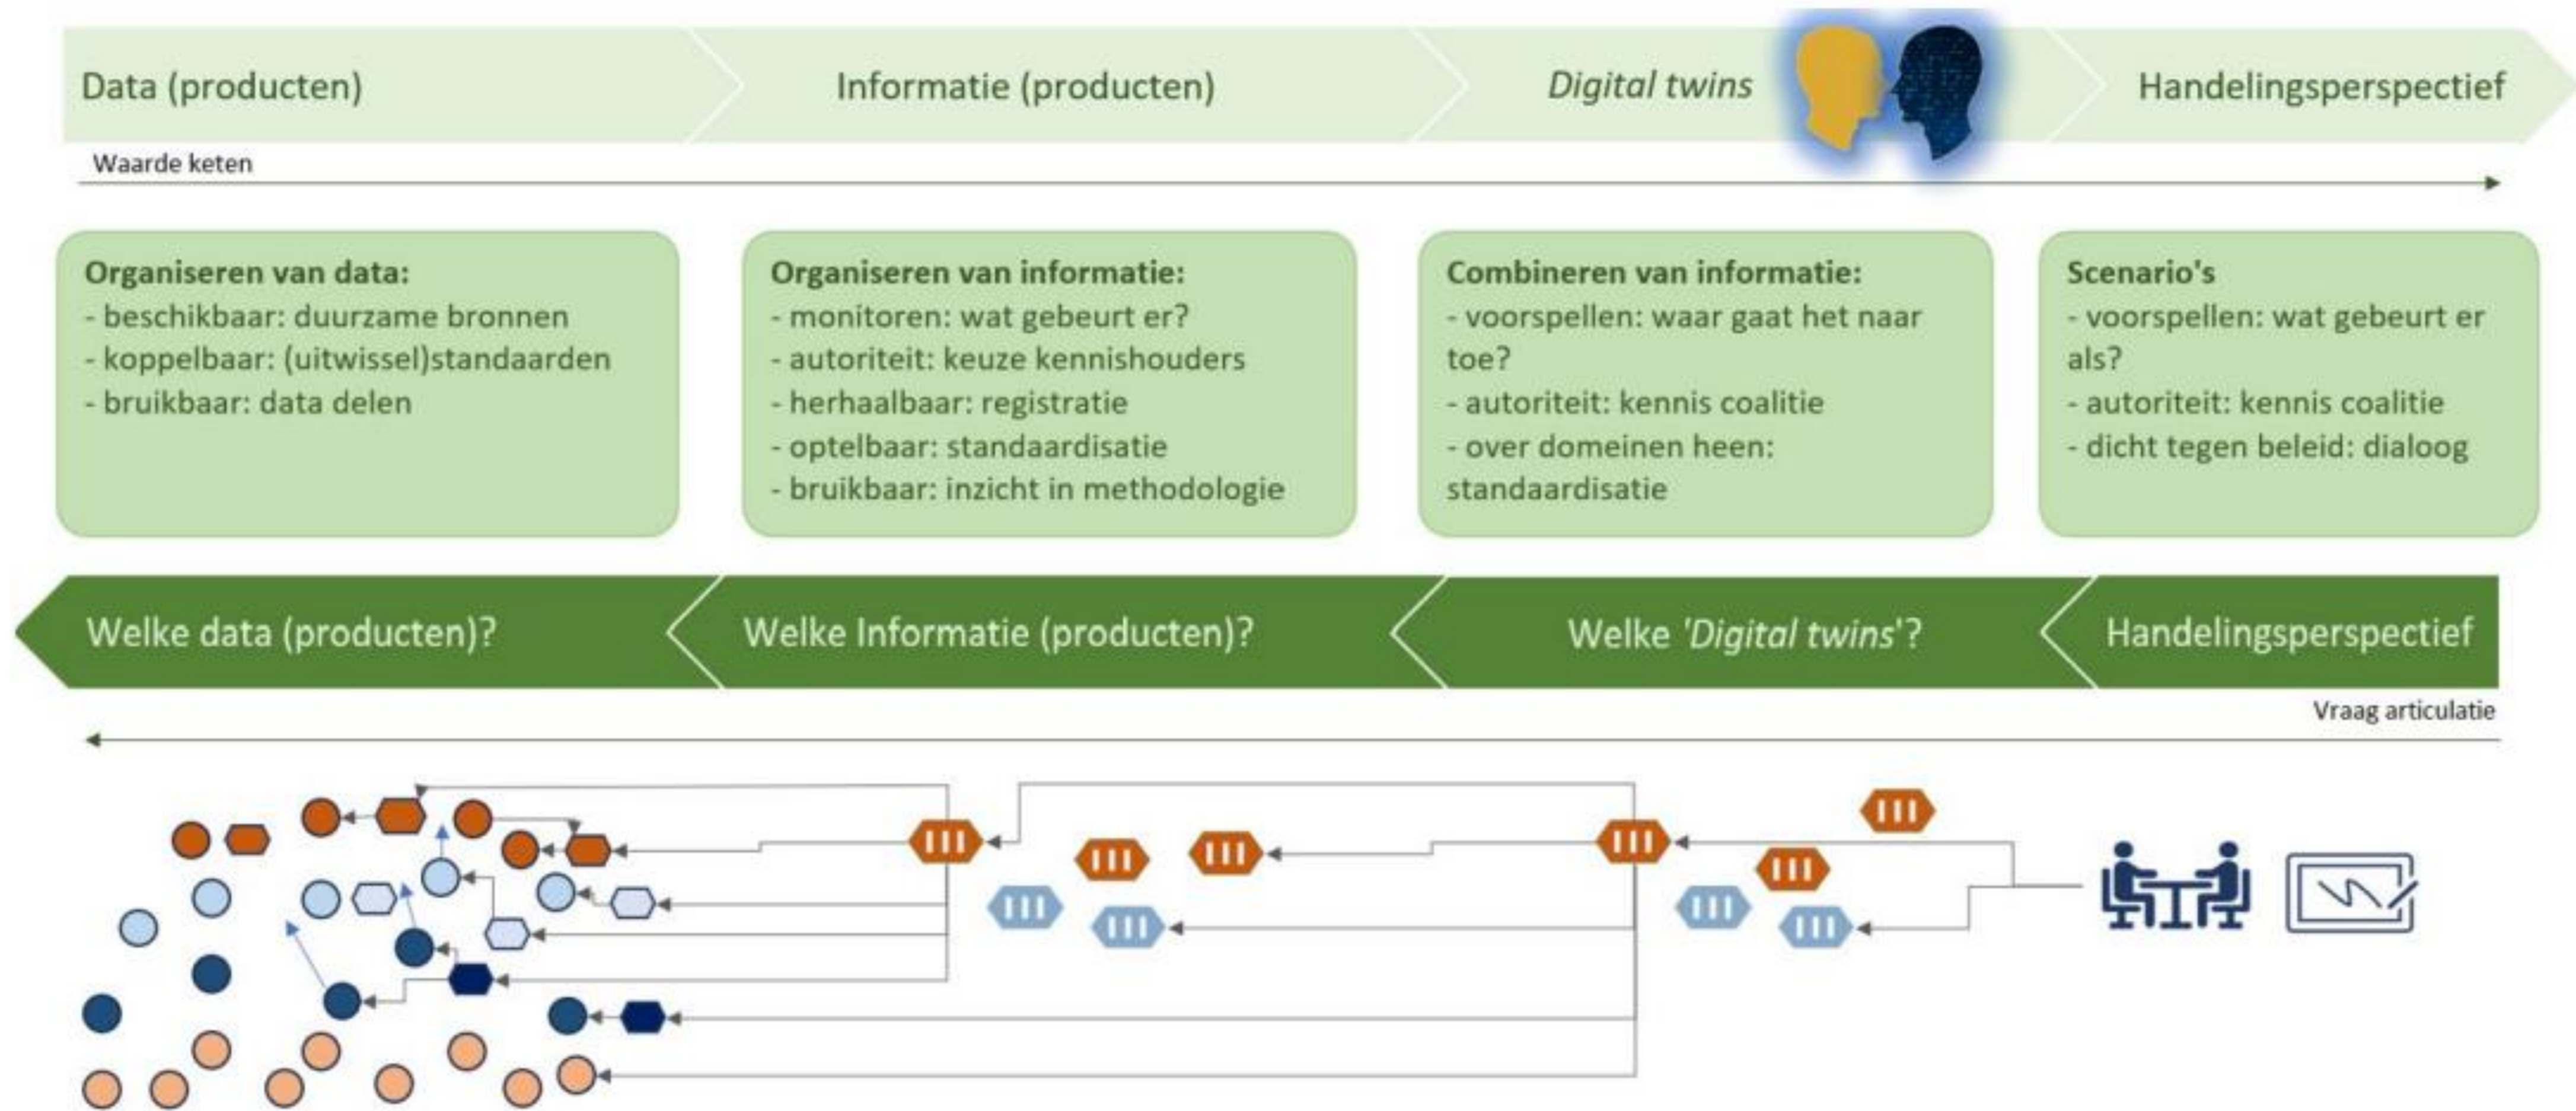 Data (producten)
Informatie (producten)
Digital twins
Handelingsperspectief
Waarde keten
Organiseren van data:
- beschikbaar: duurzame bronnen
- koppelbaar: (uitwissel)standaarden
- bruikbaar: data delen
Organiseren van informatie:
- monitoren: wat gebeurt er?
- autoriteit: keuze kennishouders
- herhaalbaar: registratie
- optelbaar: standaardisatie
- bruikbaar: inzicht in methodologie
Combineren van informatie:
- voorspellen: waar gaat het naar
toe?
- autoriteit: kennis coalitie
- over domeinen heen:
standaardisatie
Scenario's
- voorspellen: wat gebeurt er
als?
- autoriteit: kennis coalitie
- dicht tegen beleid: dialoog
Welke data (producten)?
Welke Informatie (producten)?
Welke 'Digital twins'?
Handelingsperspectief
Vraag articulatie